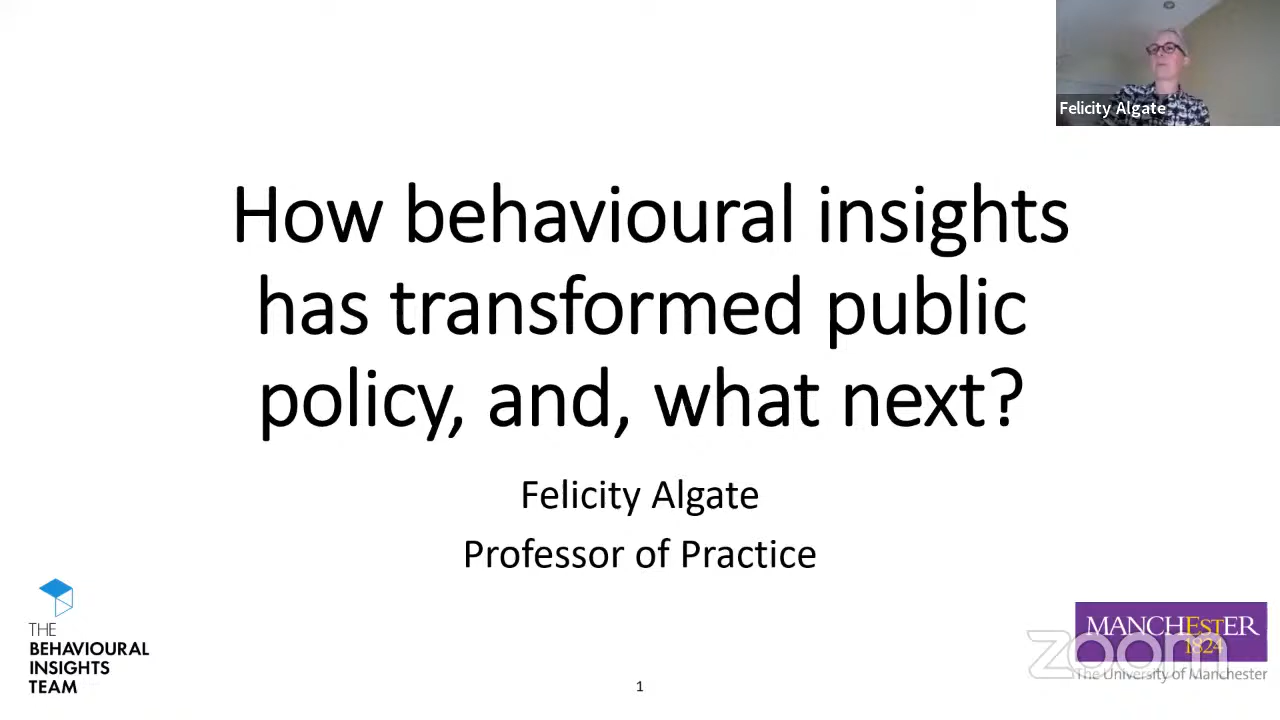 Felicity Algate
How behavioural insights
has transformed public
policy, and, what next?
Felicity Algate
Professor of Practice
THE
BEHAVIOURAL
INSIGHTS
TEAM
1
MANCHESTER
1824
zoom
The University of Manchester